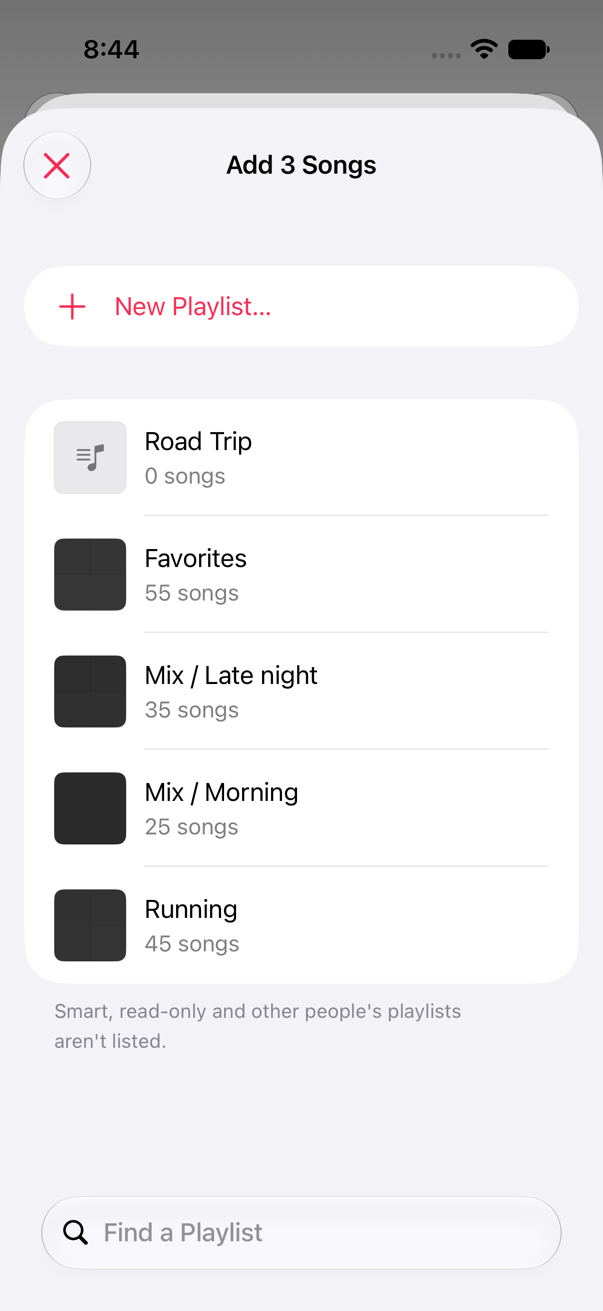 8:44
Add 3 Songs
New Playlist...
Road Trip
0 songs
Favorites
55 songs
Mix / Late night
35 songs
Mix / Morning
25 songs
Running
45 songs
Smart, read-only and other people's playlists
aren't listed.
Find a Playlist